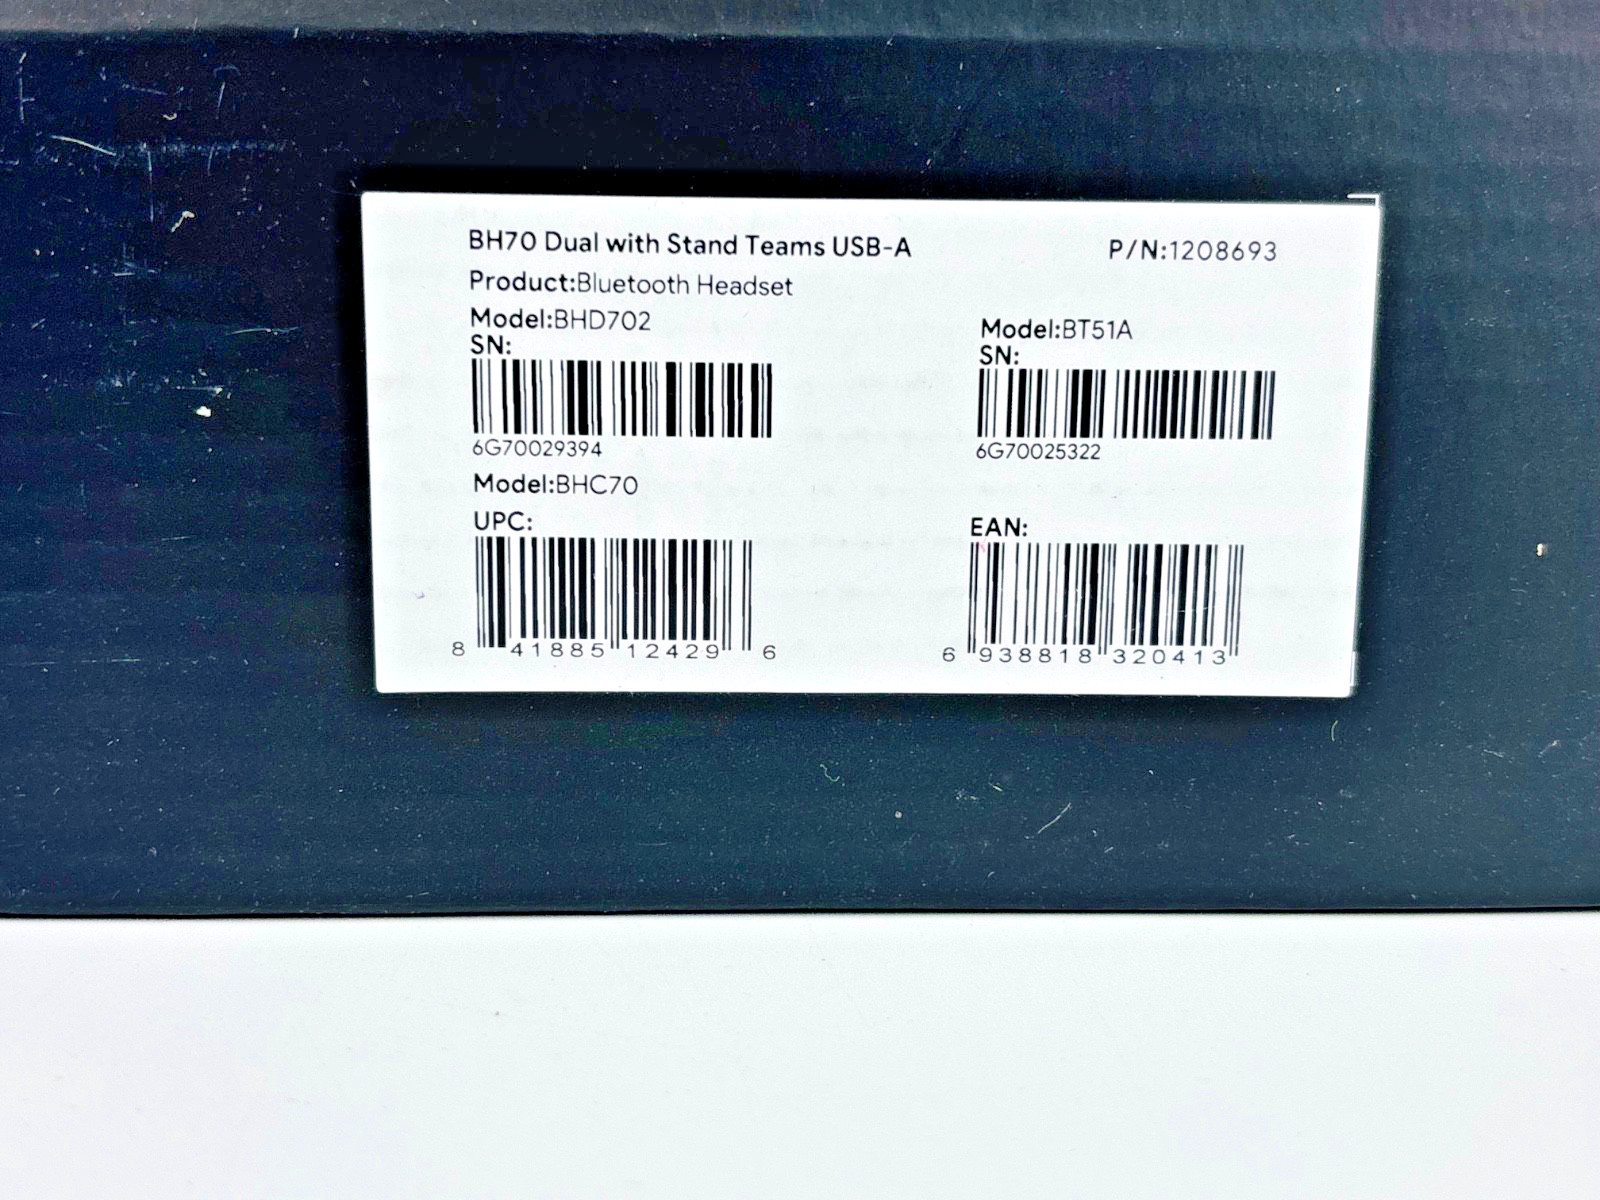 BH70 Dual with Stand Teams USB-A
P/N:1208693
Product:Bluetooth Headset
Model:BHD702
SN:
6G70029394
Model:BT51A
SN:
6G70025322
Model:BHC70
UPC:
8 41885 12429 6
EAN:
6 938818 320413